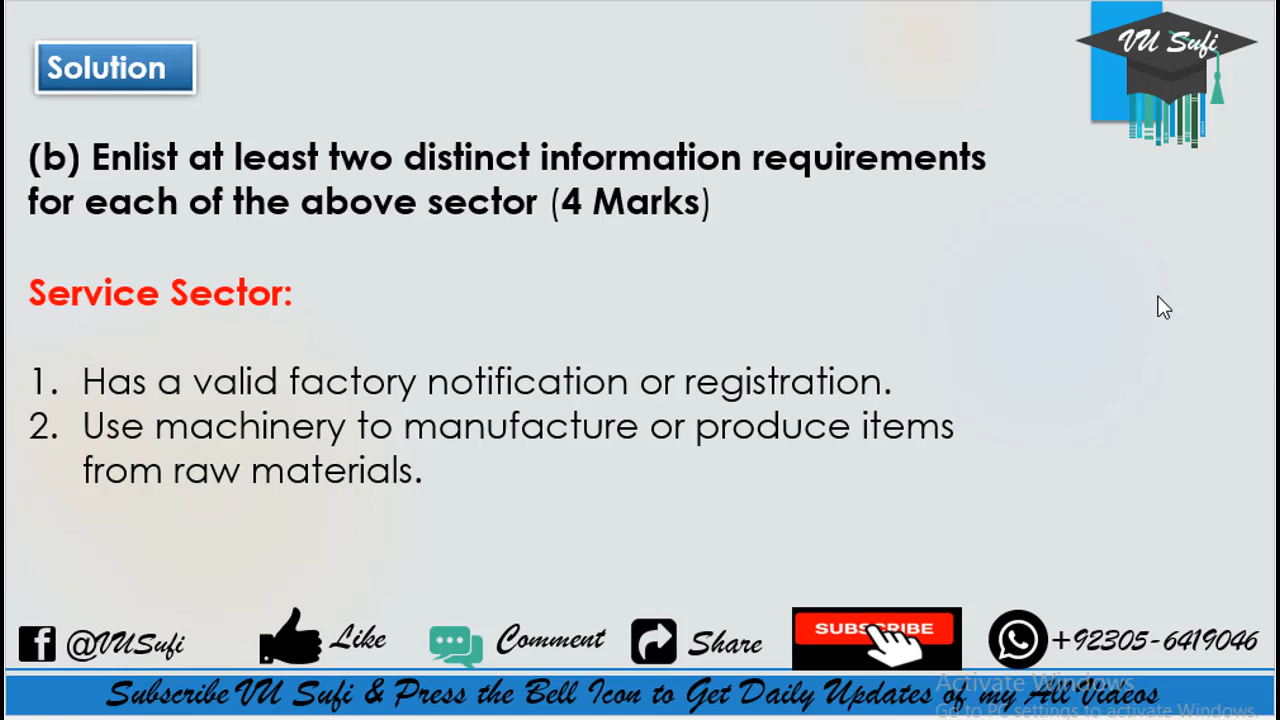 VU Sufi
Solution
(b) Enlist at least two distinct information requirements
for each of the above sector (4 Marks)
Service Sector:
1. Has a valid factory notification or registration.
2. Use machinery to manufacture or produce items
from raw materials.
@VUSufi
Like
Comment
Share
SUBSCRIBE
+92305-6419046
Subscribe VU Sufi & Press the Bell Icon to Get Daily Updates of my All Videos
Activate Windows
Go to PC settings to activate Windows.